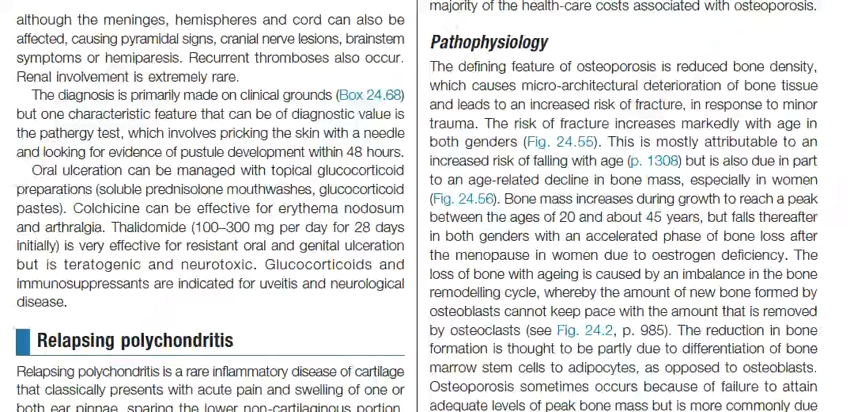 although the meninges, hemispheres and cord can also be
affected, causing pyramidal signs, cranial nerve lesions, brainstem
symptoms or hemiparesis. Recurrent thromboses also occur.
Renal involvement is extremely rare.
The diagnosis is primarily made on clinical grounds (Box 24.68)
but one characteristic feature that can be of diagnostic value is
the pathergy test, which involves pricking the skin with a needle
and looking for evidence of pustule development within 48 hours.
Oral ulceration can be managed with topical glucocorticoid
preparations (soluble prednisolone mouthwashes, glucocorticoid
pastes). Colchicine can be effective for erythema nodosum
and arthralgia. Thalidomide (100–300 mg per day for 28 days
initially) is very effective for resistant oral and genital ulceration
but is teratogenic and neurotoxic. Glucocorticoids and
immunosuppressants are indicated for uveitis and neurological
disease.
Relapsing polychondritis
Relapsing polychondritis is a rare inflammatory disease of cartilage
that classically presents with acute pain and swelling of one or
both ear pinnae, sparing the lower non-cartilaginous portion.
majority of the health-care costs associated with osteoporosis.
Pathophysiology
The defining feature of osteoporosis is reduced bone density,
which causes micro-architectural deterioration of bone tissue
and leads to an increased risk of fracture, in response to minor
trauma. The risk of fracture increases markedly with age in
both genders (Fig. 24.55). This is mostly attributable to an
increased risk of falling with age (p. 1308) but is also due in part
to an age-related decline in bone mass, especially in women
(Fig. 24.56). Bone mass increases during growth to reach a peak
between the ages of 20 and about 45 years, but falls thereafter
in both genders with an accelerated phase of bone loss after
the menopause in women due to oestrogen deficiency. The
loss of bone with ageing is caused by an imbalance in the bone
remodelling cycle, whereby the amount of new bone formed by
osteoblasts cannot keep pace with the amount that is removed
by osteoclasts (see Fig. 24.2, p. 985). The reduction in bone
formation is thought to be partly due to differentiation of bone
marrow stem cells to adipocytes, as opposed to osteoblasts.
Osteoporosis sometimes occurs because of failure to attain
adequate levels of peak bone mass but is more commonly due